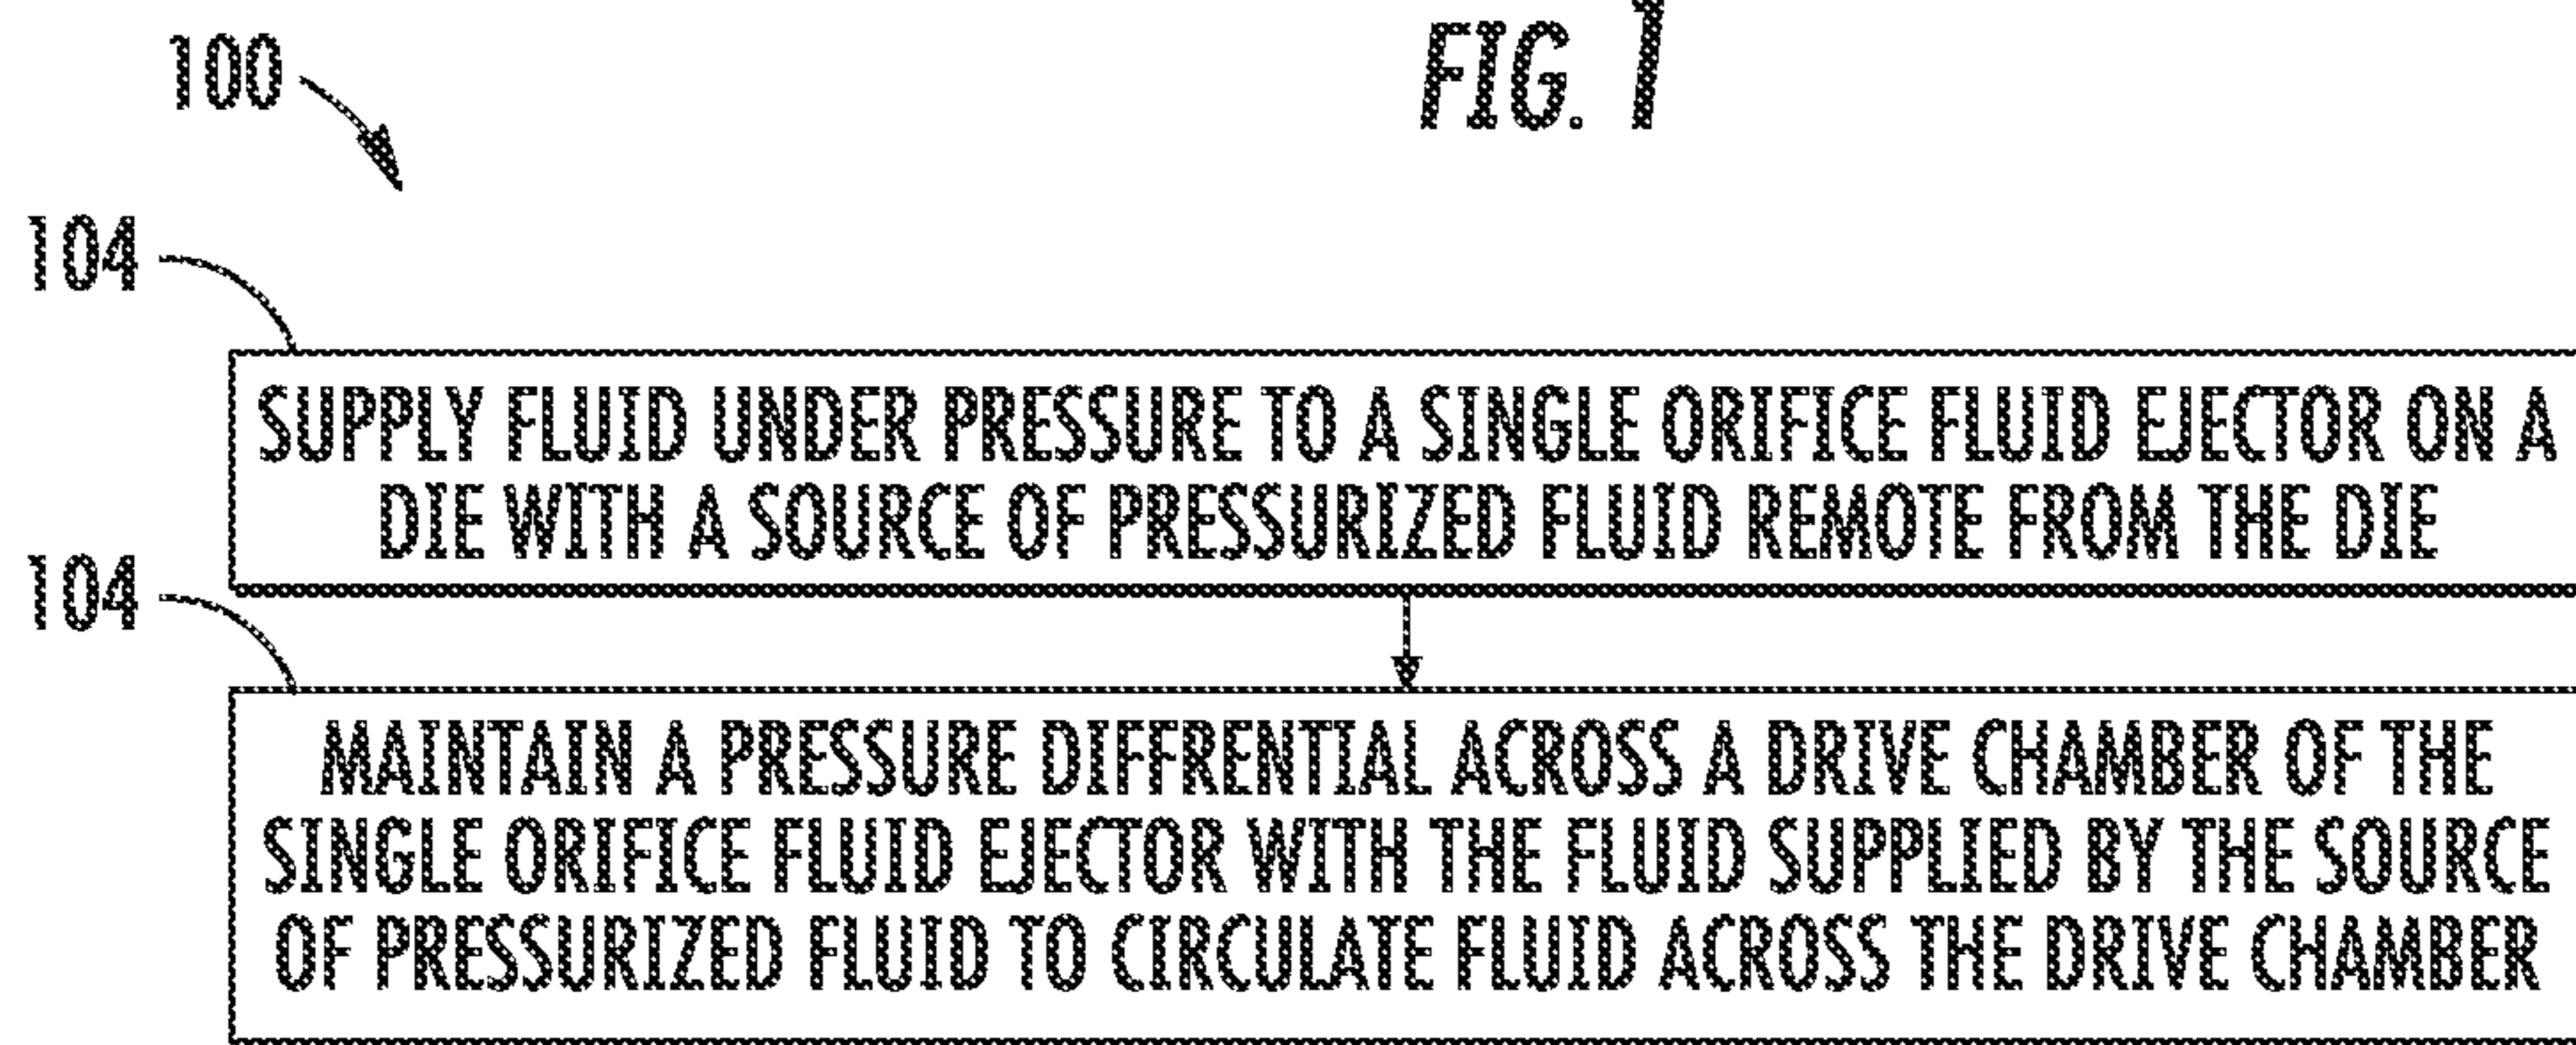 FIG. 1
100
104
SUPPLY FLUID UNDER PRESSURE TO A SINGLE ORIFICE FLUID EJECTOR ON A
DIE WITH A SOURCE OF PRESSURIZED FLUID REMOTE FROM THE DIE
104
MAINTAIN A PRESSURE DIFFRENTIAL ACROSS A DRIVE CHAMBER OF THE
SINGLE ORIFICE FLUID EJECTOR WITH THE FLUID SUPPLIED BY THE SOURCE
OF PRESSURIZED FLUID TO CIRCULATE FLUID ACROSS THE DRIVE CHAMBER